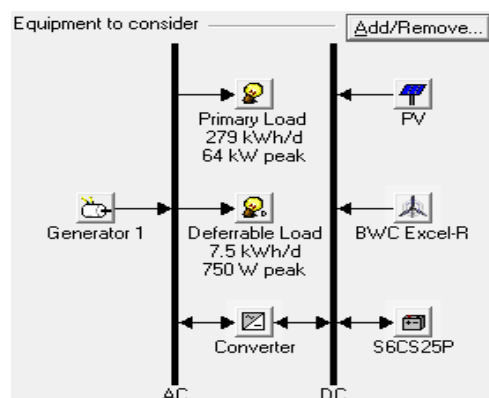 Equipment to consider Add/Remove...
Primary Load PV
279 kWh/d
64 kW peak
Generator 1 Deferrable Load BWC Excel-R
7.5 kWh/d
750 W peak
Converter S6CS25P
AC DC